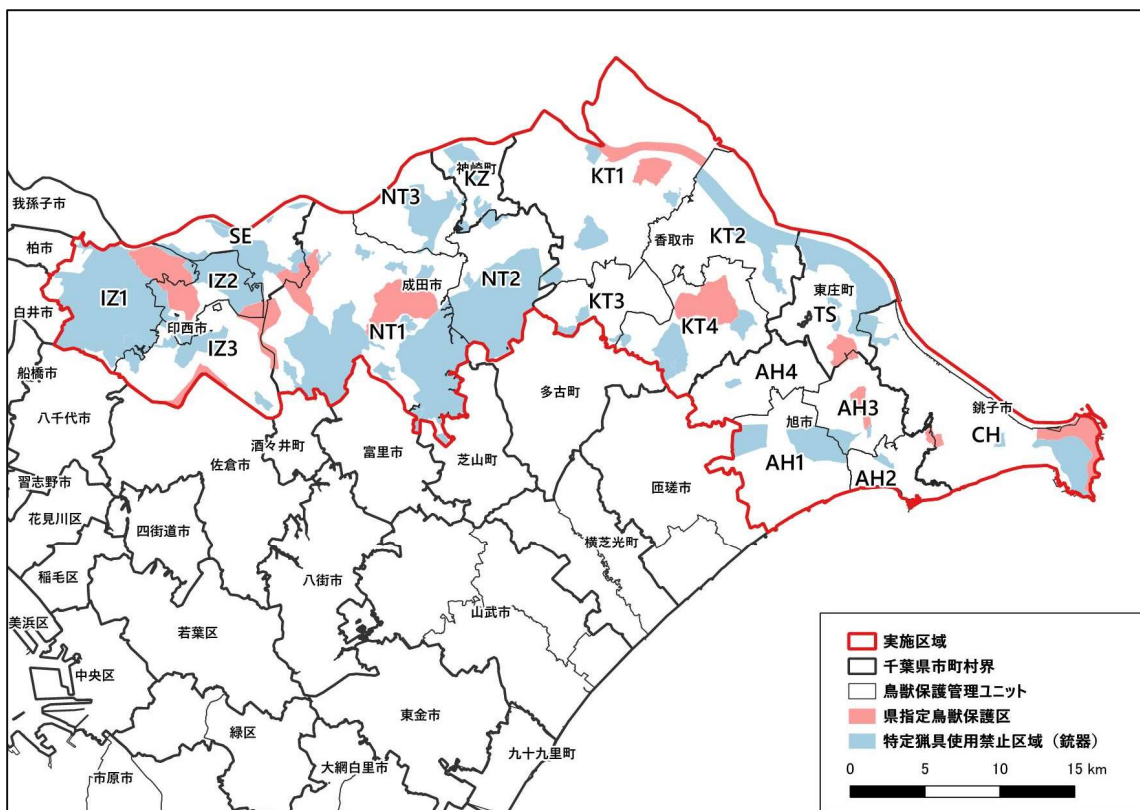 我孫子市
柏市
白井市
船橋市
八千代市
習志野市
花見川区
稲毛区
美浜区
中央区
市原市
緑区
若葉区
四街道市
佐倉市
酒々井町
富里市
八街市
芝山町
多古町
匝瑳市
横芝光町
山武市
東金市
大網白里市
九十九里町
SE
IZ1
IZ2
印西市
IZ3
NT3
神崎町
KZ
成田市
NT1
NT2
KT1
香取市
KT2
KT3
KT4
東庄町
TS
AH4
AH3
旭市
AH1
AH2
銚子市
CH
実施区域
千葉県市町村界
鳥獣保護管理ユニット
県指定鳥獣保護区
特定猟具使用禁止区域（銃器）
0 5 10 15 km